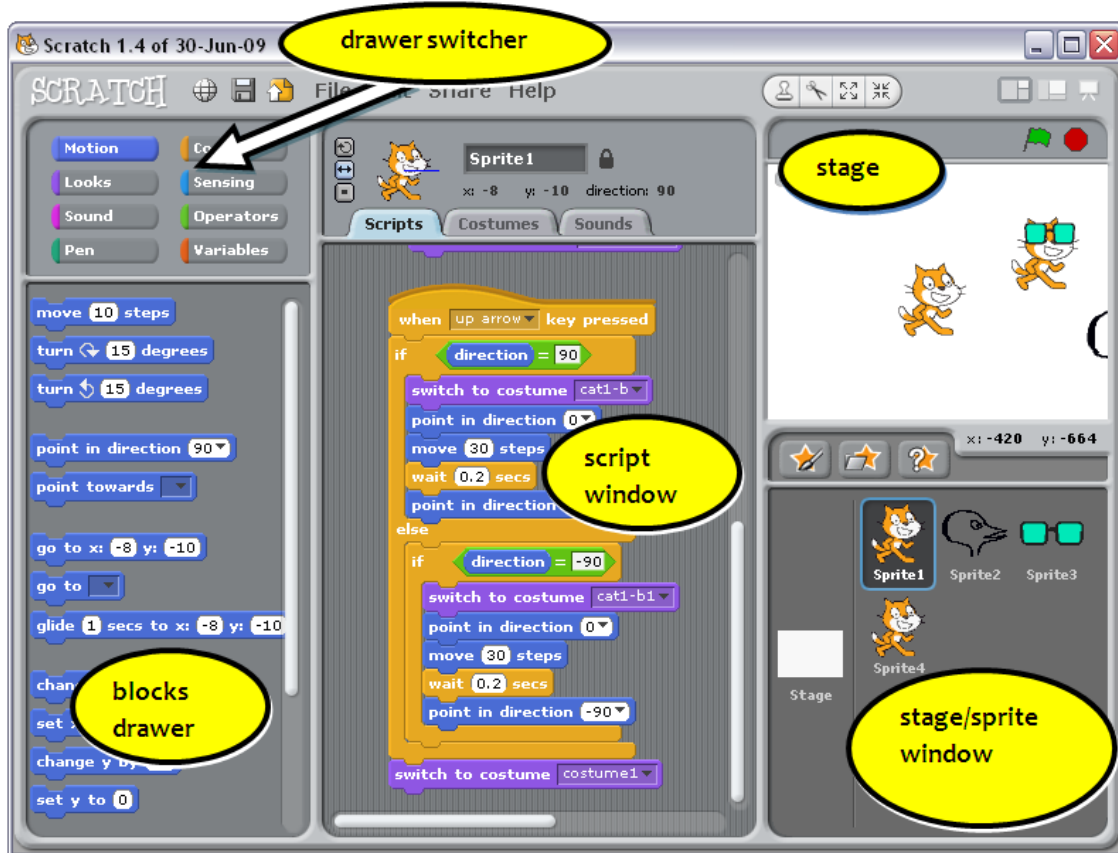 Scratch 1.4 of 30-Jun-09
drawer switcher
SCRATCH
File Share Help
Motion
Looks
Sensing
Sound
Operators
Pen
Variables
Sprite1
x: -8 y: -10 direction: 90
Scripts Costumes Sounds
stage
move 10 steps
turn 15 degrees
turn 15 degrees
point in direction 90
point towards
go to x: -8 y: -10
go to
glide 1 secs to x: -8 y: -10
blocks
drawer
set
change y by
set y to 0
when up arrow key pressed
if direction = 90
switch to costume cat1-b
point in direction 0
move 30 steps
wait 0.2 secs
point in direction
else
if direction = -90
switch to costume cat1-b1
point in direction 0
move 30 steps
wait 0.2 secs
point in direction -90
switch to costume costume1
script
window
x: -420 y: -664
Sprite1 Sprite2 Sprite3
Sprite4
Stage
stage/sprite
window